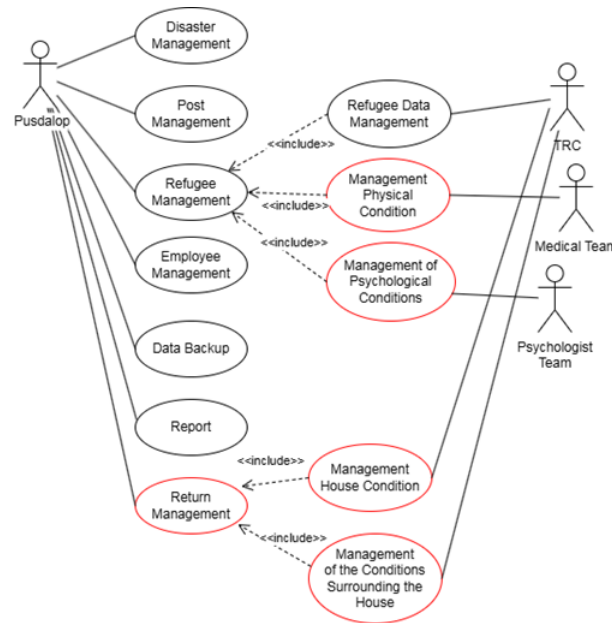 Disaster
Management
Pusdalop
Post
Management
Refugee Data
Management
TRC
<<include>>
Refugee
Management
Management
Physical
Condition
<<include>>
Medical Team
<<include>>
Employee
Management
Management of
Psychological
Conditions
Psychologist
Team
Data Backup
Report
<<include>>
Management
House Condition
Return
Management
<<include>>
Management
of the Conditions
Surrounding the
House